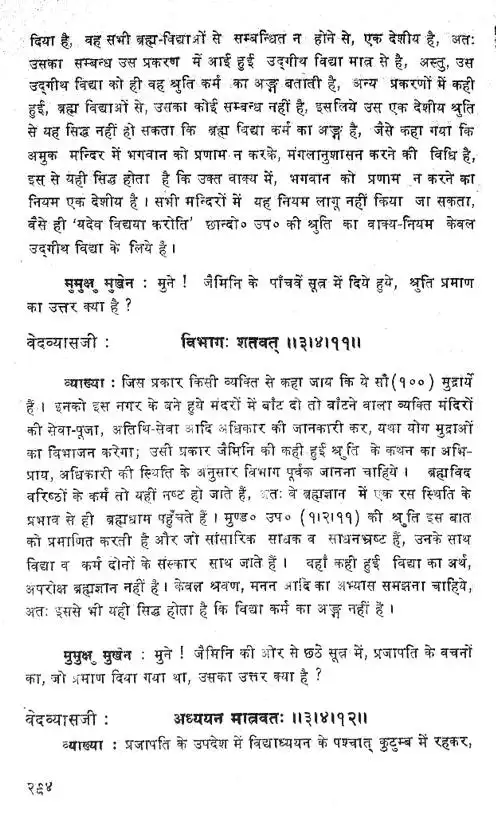 दिया है, वह सभी ब्रह्म-विद्याओं से सम्बन्धित न होने से, एक देशीय है, अतः
उसका सम्बन्ध उस प्रकरण में आई हुई उद्गीथ विद्या मात्र से है, अस्तु, उस
उद्गीथ विद्या को ही वह श्रुति कर्म का अङ्ग बताती है, अन्य प्रकरणों में कही
हुई, ब्रह्म विद्याओं से, उसका कोई सम्बन्ध नहीं है, इसलिये उस एक देशीय श्रुति
से यह सिद्ध नहीं हो सकता कि ब्रह्म विद्या कर्म का अङ्ग है, जैसे कहा गया कि
अमुक मन्दिर में भगवान को प्रणाम न करके, मंगलानुशासन करने की विधि है,
इस से यही सिद्ध होता है कि उक्त वाक्य में, भगवान को प्रणाम न करने का
नियम एक देशीय है । सभी मन्दिरों में यह नियम लागू नहीं किया जा सकता,
वैसे ही 'यदेव विद्यया करोति' छान्दो० उप० की श्रुति का वाक्य-नियम केवल
उद्गीथ विद्या के लिये है ।
मुमुक्षु मुखेन : मुने ! जैमिनि के पाँचवें सूत्र में दिये हुये, श्रुति प्रमाण
का उत्तर क्या है ?
वेदव्यासजी : विभागः शतवत् ।।३।४।११।।
व्याख्या : जिस प्रकार किसी व्यक्ति से कहा जाय कि ये सौ (१००) मुद्रायें
हैं । इनको इस नगर के बने हुये मंदरों में बाँट दो तो बाँटने वाला व्यक्ति मंदिरों
की सेवा-पूजा, अतिथि-सेवा आदि अधिकार की जानकारी कर, यथा योग मुद्राओं
का विभाजन करेगा; उसी प्रकार जैमिनी की कही हुई श्रुति के कथन का अभि-
प्राय, अधिकारी की स्थिति के अनुसार विभाग पूर्वक जानना चाहिये । ब्रह्मविद
वरिष्ठों के कर्म तो यहीं नष्ट हो जाते हैं, अतः वे ब्रह्मज्ञान में एक रस स्थिति के
प्रभाव से ही ब्रह्मधाम पहुँचते हैं । मुण्ड० उप० (१।२।११) की श्रुति इस बात
को प्रमाणित करती है और जो साँसारिक साधक व साधनभ्रष्ट हैं, उनके साथ
विद्या व कर्म दोनों के संस्कार साथ जाते हैं । यहाँ कही हुई विद्या का अर्थ,
अपरोक्ष ब्रह्मज्ञान नहीं है । केवल श्रवण, मनन आदि का अभ्यास समझना चाहिये,
अतः इससे भी यही सिद्ध होता है कि विद्या कर्म का अङ्ग नहीं है ।
मुमुक्षु मुखेन : मुने ! जैमिनि की ओर से छठे सूत्र में, प्रजापति के वचनों
का, जो प्रमाण दिया गया था, उसका उत्तर क्या है ?
वेदव्यासजी : अध्ययन मात्रवतः ।।३।४।१२।।
व्याख्या : प्रजापति के उपदेश में विद्याध्ययन के पश्चात् कुटुम्ब में रहकर,
२९४